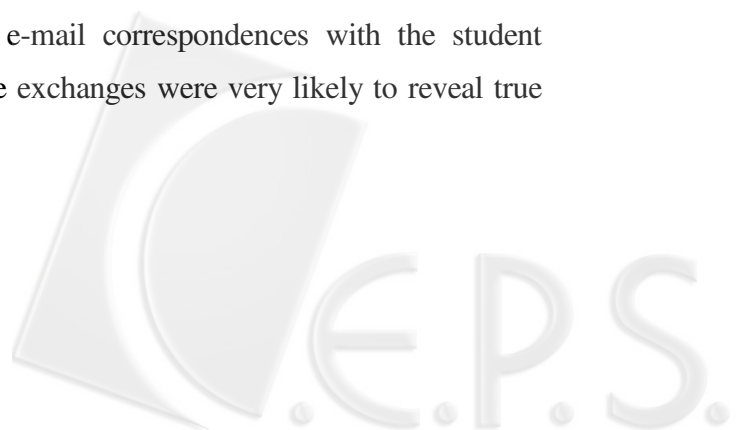 e-mail correspondences with the student
exchanges were very likely to reveal true
C.E.P.S.